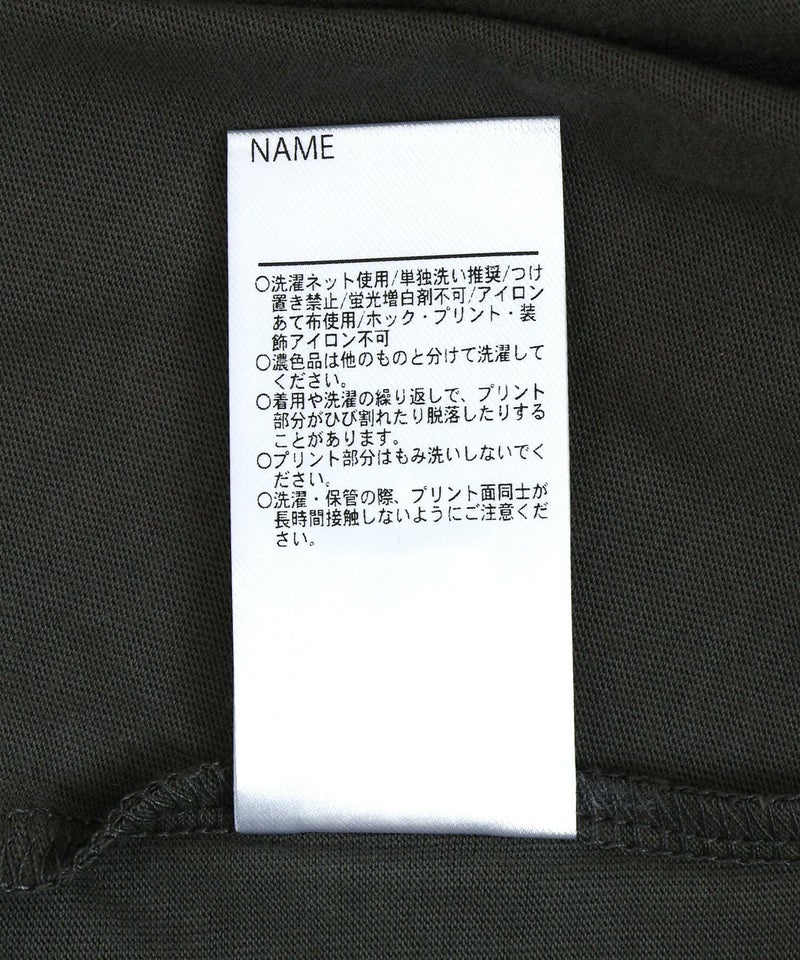 NAME
○洗濯ネット使用/単独洗い推奨/つけ
置き禁止/蛍光増白剤不可/アイロン
あて布使用/ホック・プリント・装
飾アイロン不可
○濃色品は他のものと分けて洗濯して
ください。
○着用や洗濯の繰り返しで、プリント
部分がひび割れたり脱落したりする
ことがあります。
○プリント部分はもみ洗いしないでく
ださい。
○洗濯・保管の際、プリント面同士が
長時間接触しないようにご注意くだ
さい。